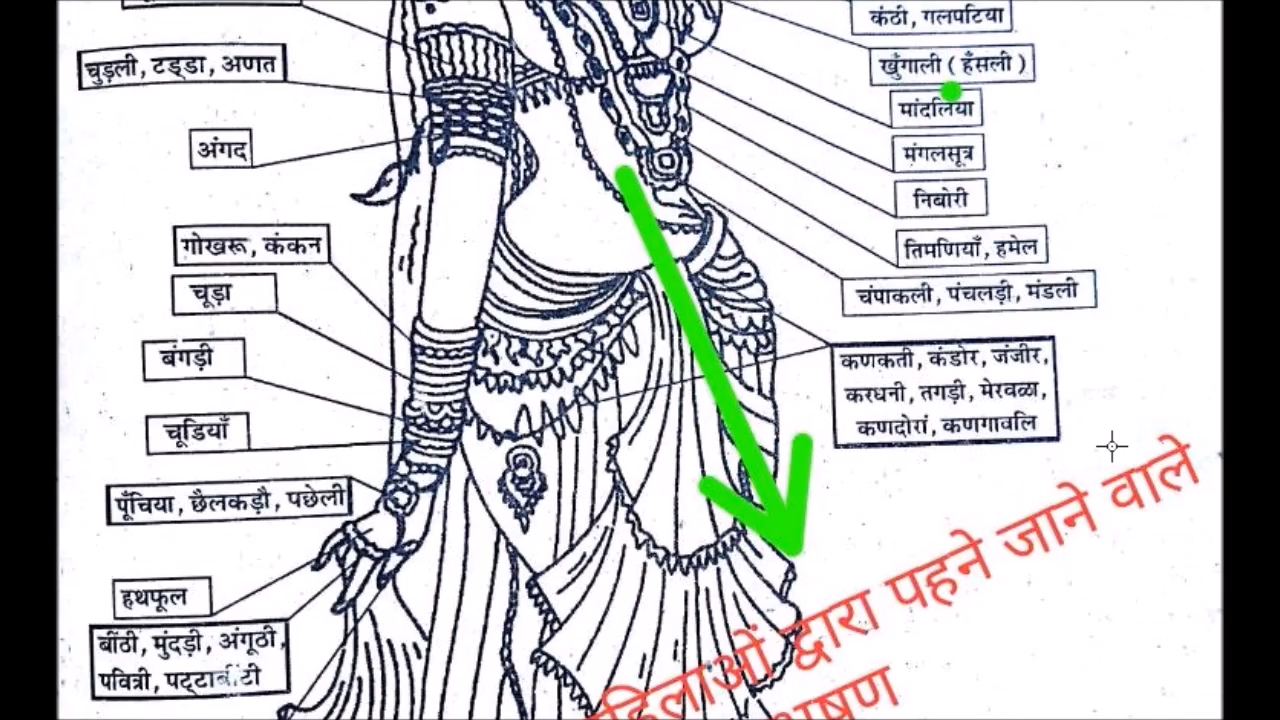 चुड़ली, टड्डा, अणत
अंगद
गोखरू, कंकन
चूड़ा
बंगड़ी
चूडियाँ
पूँचिया, छैलकड़ौ, पछेली
हथफूल
बींठी, मुंदड़ी, अंगूठी,
पवित्री,
कंठी, गलपटिया
खुँगाली ( हँसली )
मांदलिया
मंगलसूत्र
निबोरी
तिमणियाँ, हमेल
चंपाकली, पंचलड़ी, मंडली
कणकती, कंडोर, जंजीर,
करधनी, तगड़ी, मेरवळा,
कणदोरां, कणगावलि
द्वारा पहने जाने वाले